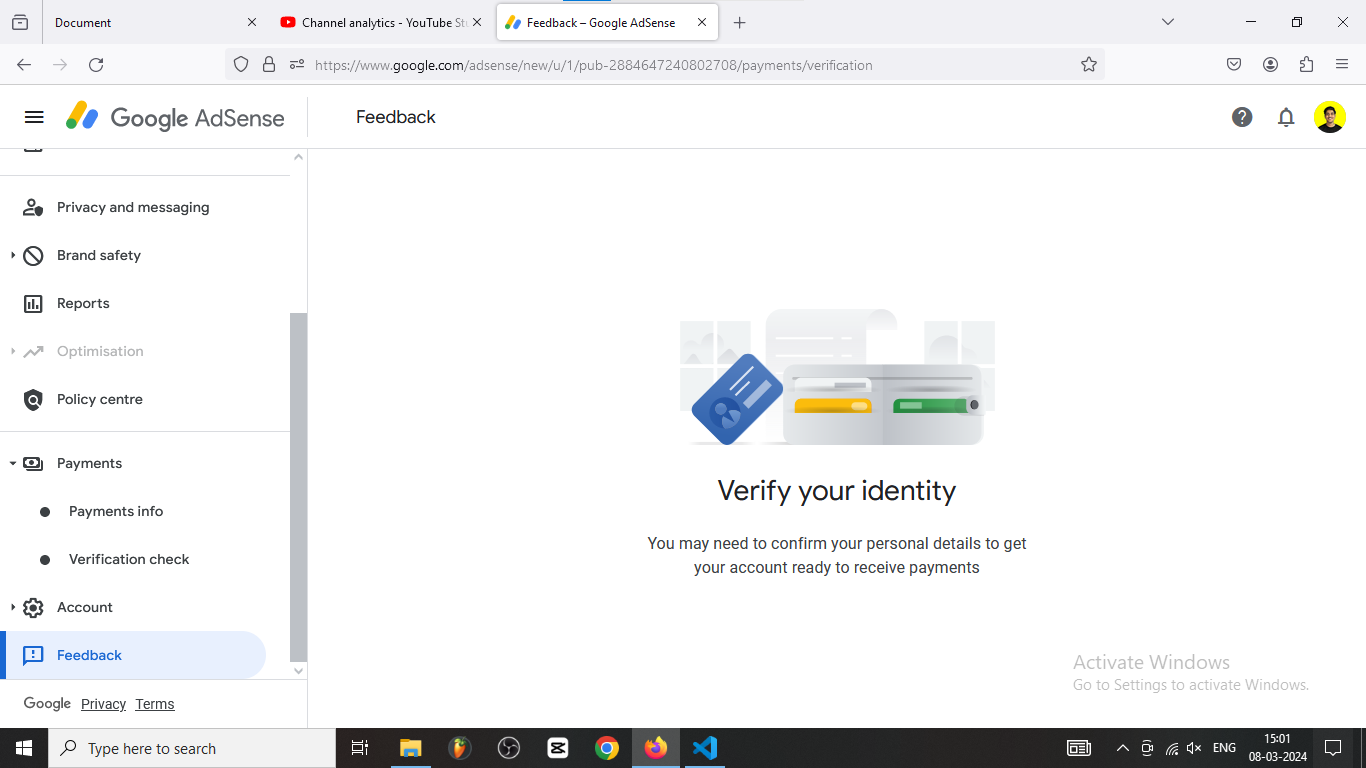 Document
Channel analytics - YouTube Stu
Feedback – Google AdSense
https://www.google.com/adsense/new/u/1/pub-2884647240802708/payments/verification
Google AdSense
Feedback
Privacy and messaging
Brand safety
Reports
Optimisation
Policy centre
Payments
Payments info
Verification check
Account
Feedback
Google Privacy Terms
Verify your identity
You may need to confirm your personal details to get
your account ready to receive payments
Activate Windows
Go to Settings to activate Windows.
Type here to search
ENG
15:01
08-03-2024